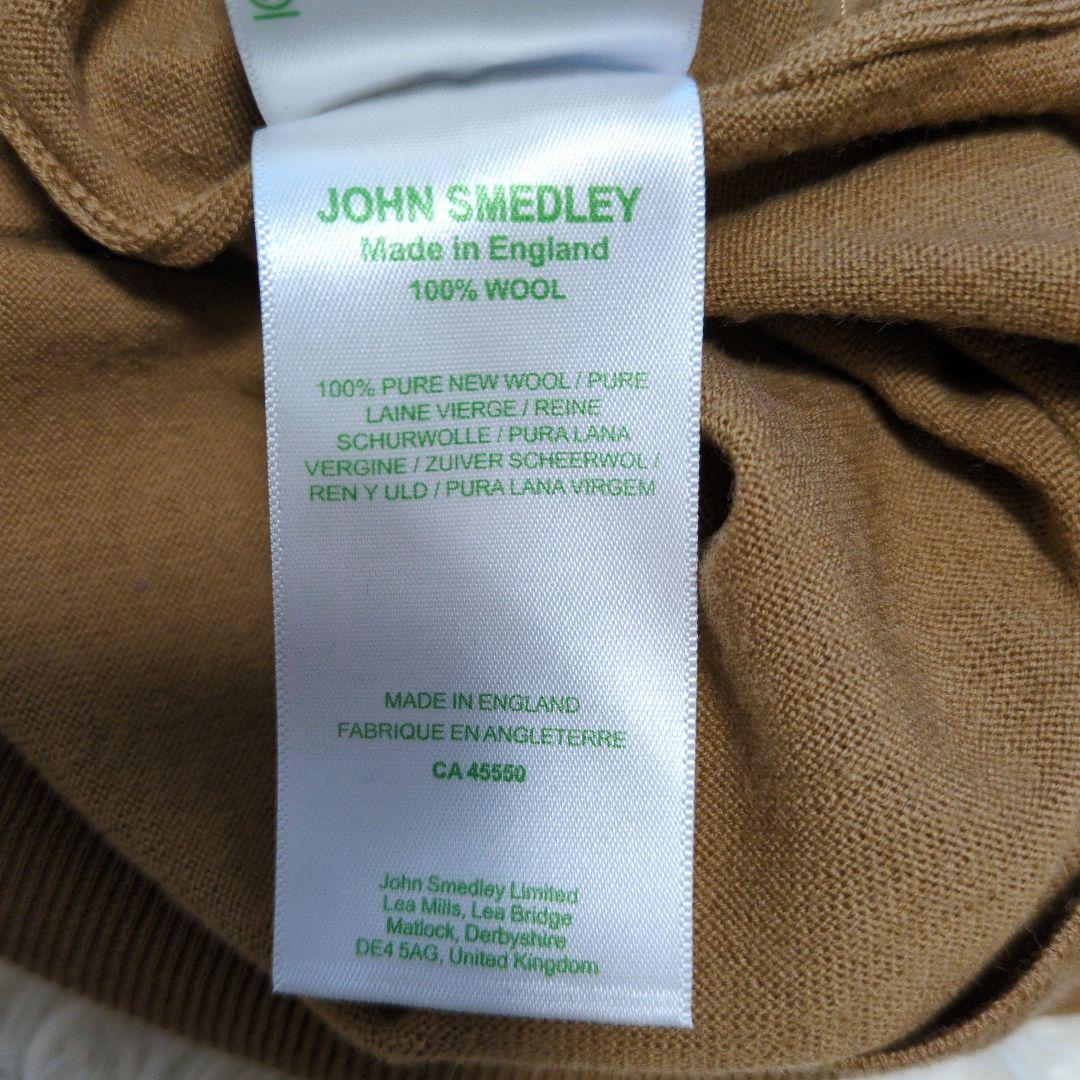 JOHN SMEDLEY
Made in England
100% WOOL
100% PURE NEW WOOL / PURE
LAINE VIERGE / REINE
SCHURWOLLE / PURA LANA
VERGINE / ZUIVER SCHEERWOL /
REN Y ULD / PURA LANA VIRGEM
MADE IN ENGLAND
FABRIQUE EN ANGLETERRE
CA 45550
John Smedley Limited
Lea Mills, Lea Bridge
Matlock, Derbyshire
DE4 5AG, United Kingdom